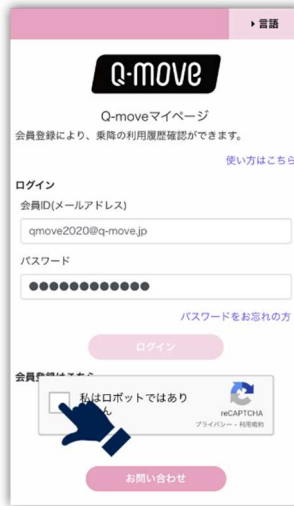 ▸ 言語
Q-move
Q-moveマイページ
会員登録により、乗降の利用履歴確認ができます。
使い方はこちら
ログイン
会員ID(メールアドレス)
qmove2020@q-move.jp
パスワード
●●●●●●●●●●●●
パスワードをお忘れの方
ログイン
会員
私はロボットではあり
ん
reCAPTCHA
プライバシー - 利用規約
お問い合わせ